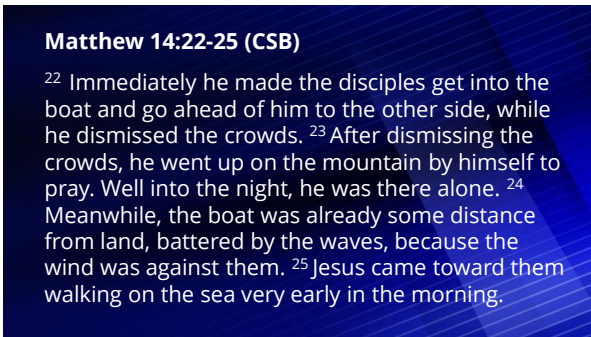 Matthew 14:22-25 (CSB)
22 Immediately he made the disciples get into the
boat and go ahead of him to the other side, while
he dismissed the crowds. 23 After dismissing the
crowds, he went up on the mountain by himself to
pray. Well into the night, he was there alone. 24
Meanwhile, the boat was already some distance
from land, battered by the waves, because the
wind was against them. 25 Jesus came toward them
walking on the sea very early in the morning.